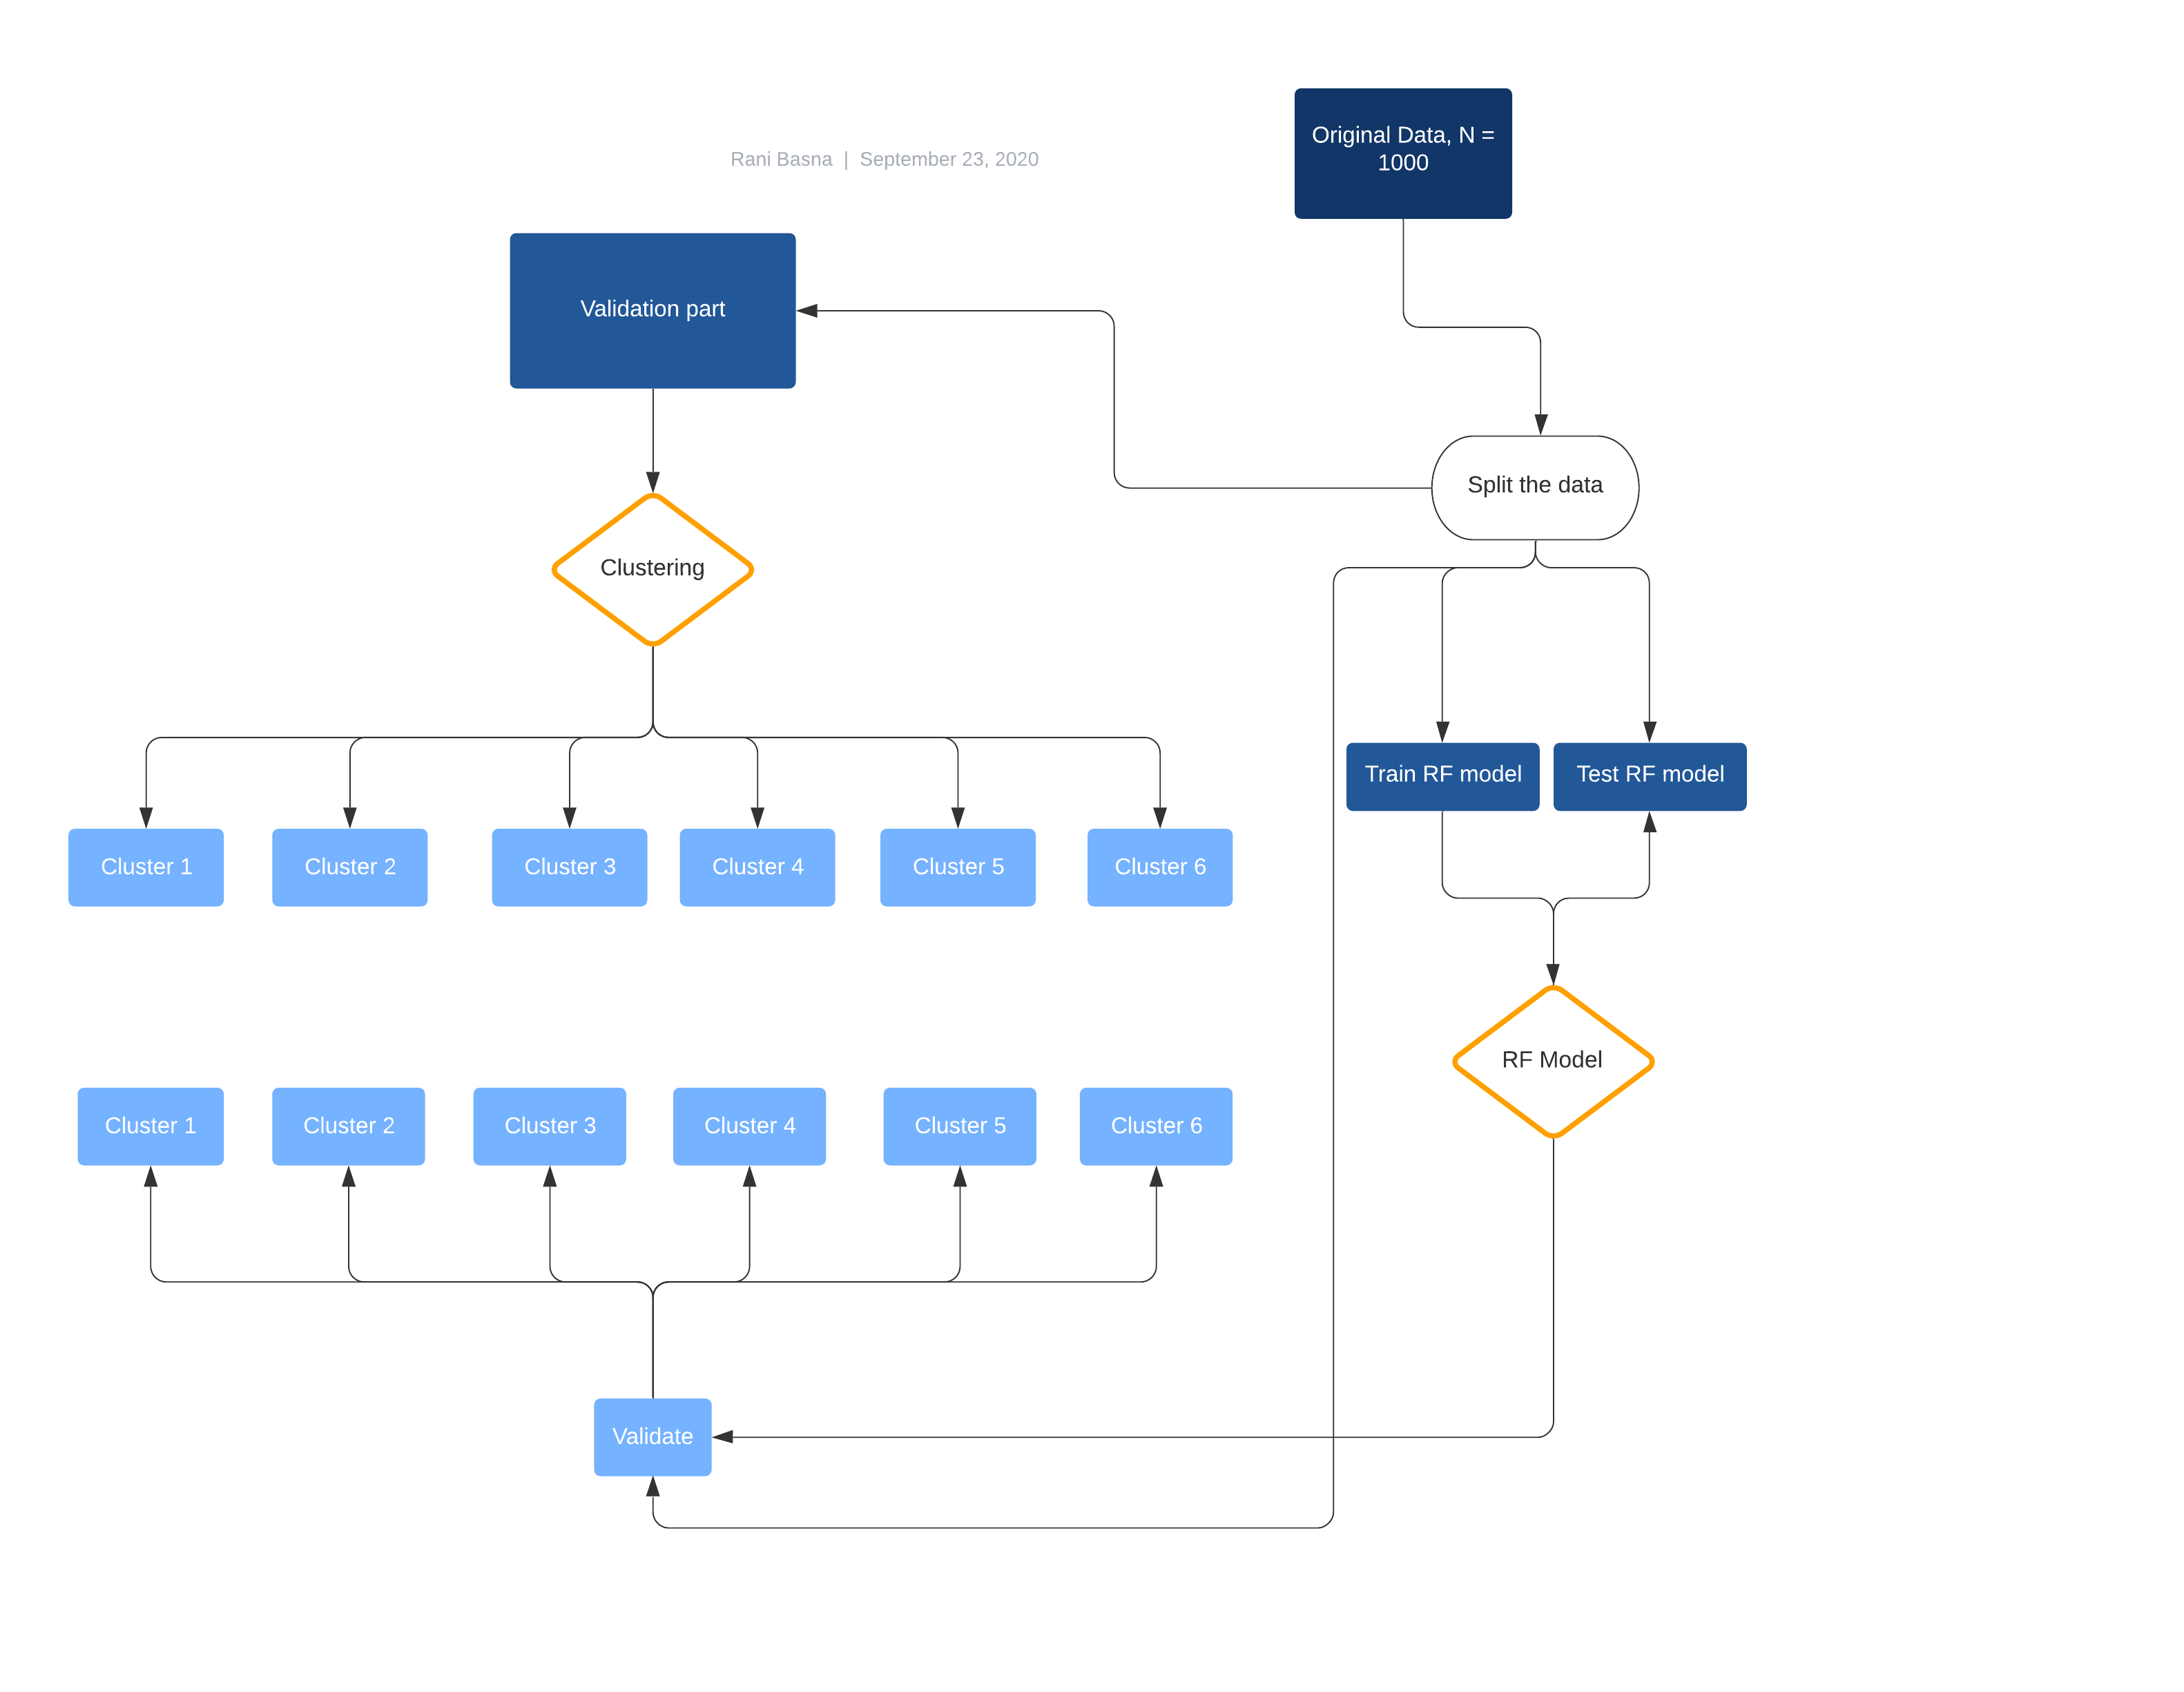 Original Data, N =
1000
Rani Basna | September 23, 2020
Validation part
Split the data
Clustering
Train RF model
Test RF model
Cluster 1
Cluster 2
Cluster 3
Cluster 4
Cluster 5
Cluster 6
RF Model
Cluster 1
Cluster 2
Cluster 3
Cluster 4
Cluster 5
Cluster 6
Validate